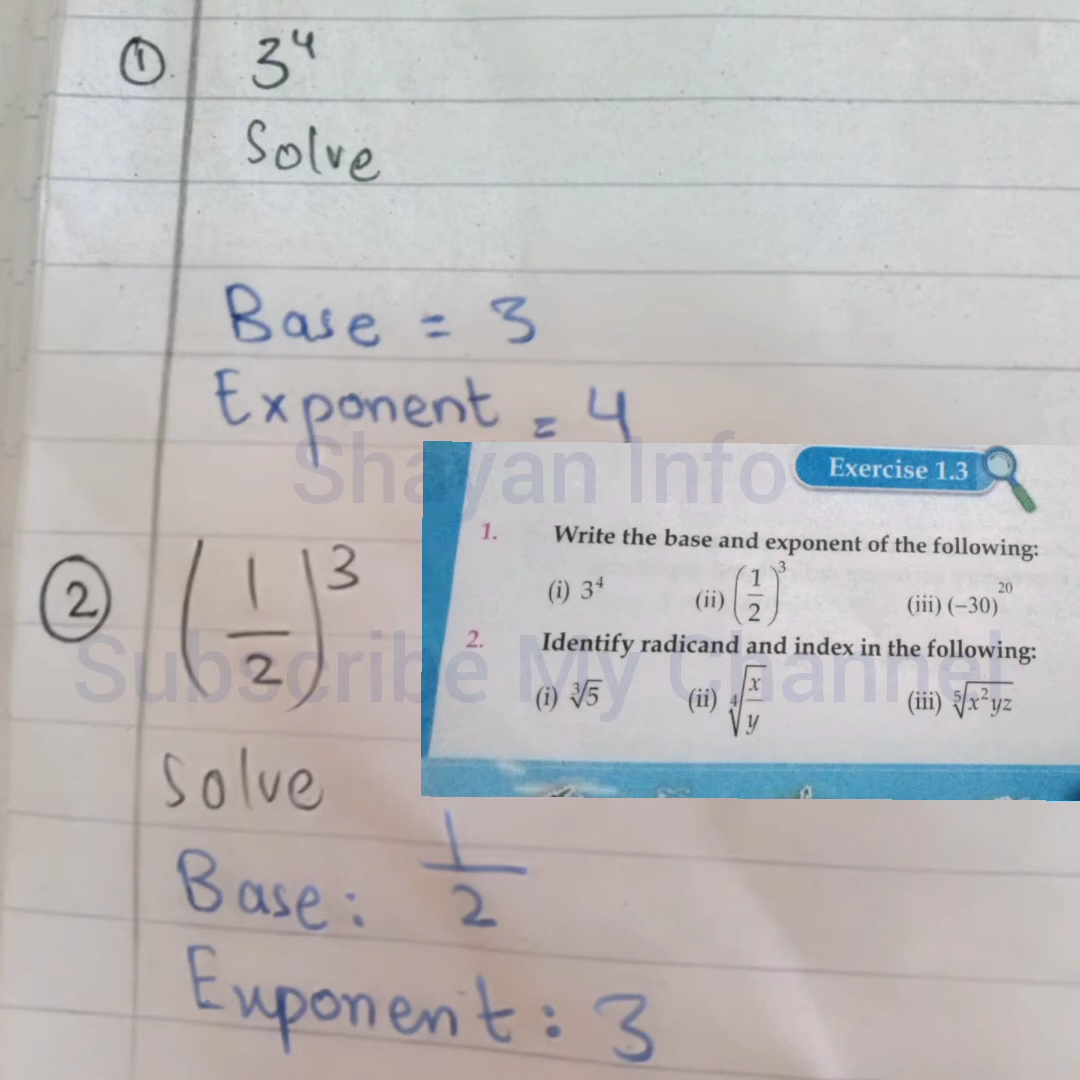 ① 3⁴
Solve
Base = 3
Exponent = 4
Shayan Info
Exercise 1.3
1. Write the base and exponent of the following:
(i) 3⁴ (ii) (1/2)³ (iii) (−30)²⁰
2. Identify radicand and index in the following:
(i) ∛5 (ii) ∜(x/y) (iii) ⁵√(x²yz)
② (1/2)³
Subscribe My Channel
Solve
Base: 1/2
Exponent: 3